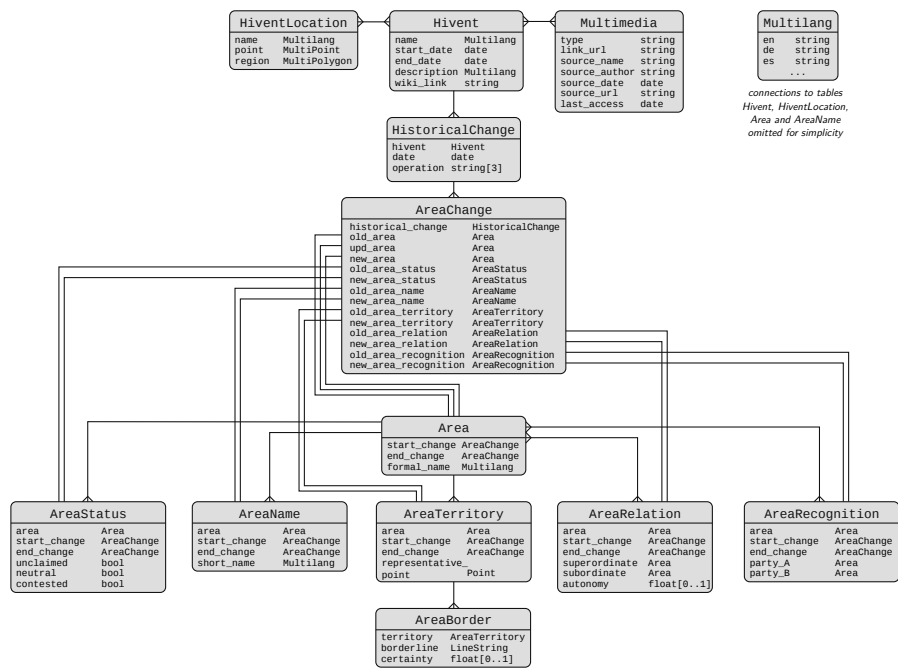 HiventLocation
name Multilang
point MultiPoint
region MultiPolygon
Hivent
name Multilang
start_date date
end_date date
description Multilang
wiki_link string
Multimedia
type string
link_url string
source_name string
source_author string
source_date date
source_url string
last_access date
Multilang
en string
de string
es string
...
connections to tables
Hivent, HiventLocation,
Area and AreaName
omitted for simplicity
HistoricalChange
hivent Hivent
date date
operation string[3]
AreaChange
historical_change HistoricalChange
old_area Area
upd_area Area
new_area Area
old_area_status AreaStatus
new_area_status AreaStatus
old_area_name AreaName
new_area_name AreaName
old_area_territory AreaTerritory
new_area_territory AreaTerritory
old_area_relation AreaRelation
new_area_relation AreaRelation
old_area_recognition AreaRecognition
new_area_recognition AreaRecognition
Area
start_change AreaChange
end_change AreaChange
formal_name Multilang
AreaStatus
area Area
start_change AreaChange
end_change AreaChange
unclaimed bool
neutral bool
contested bool
AreaName
area Area
start_change AreaChange
end_change AreaChange
short_name Multilang
AreaTerritory
area Area
start_change AreaChange
end_change AreaChange
representative_
point Point
AreaRelation
area Area
start_change AreaChange
end_change AreaChange
superordinate Area
subordinate Area
autonomy float[0..1]
AreaRecognition
area Area
start_change AreaChange
end_change AreaChange
party_A Area
party_B Area
AreaBorder
territory AreaTerritory
borderline LineString
certainty float[0..1]